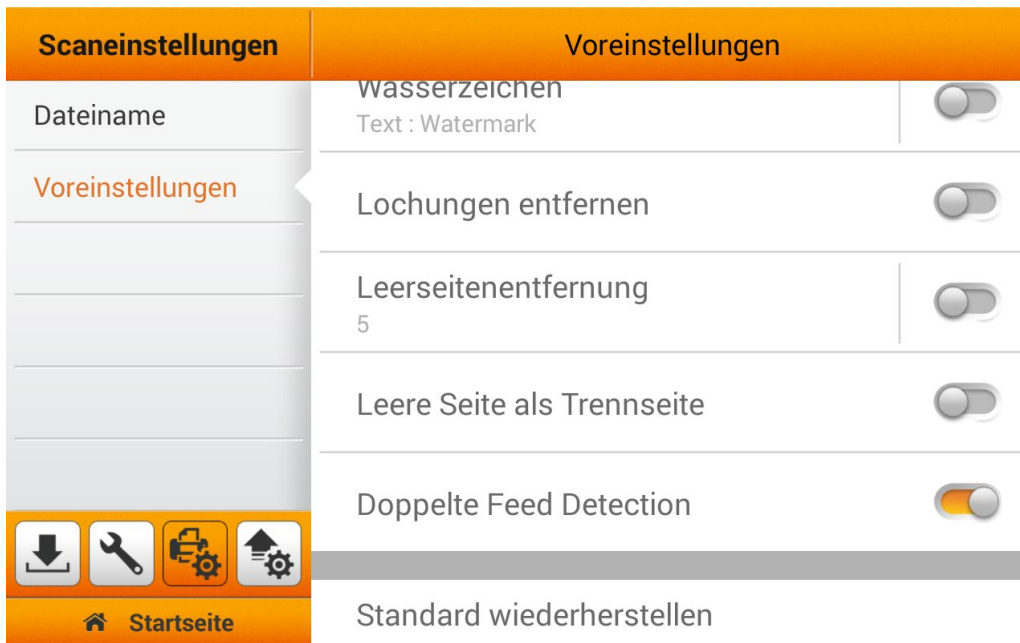 Scaneinstellungen
Voreinstellungen
Dateiname
Voreinstellungen
Wasserzeichen
Text : Watermark
Lochungen entfernen
Leerseitenentfernung
5
Leere Seite als Trennseite
Doppelte Feed Detection
Standard wiederherstellen
Startseite